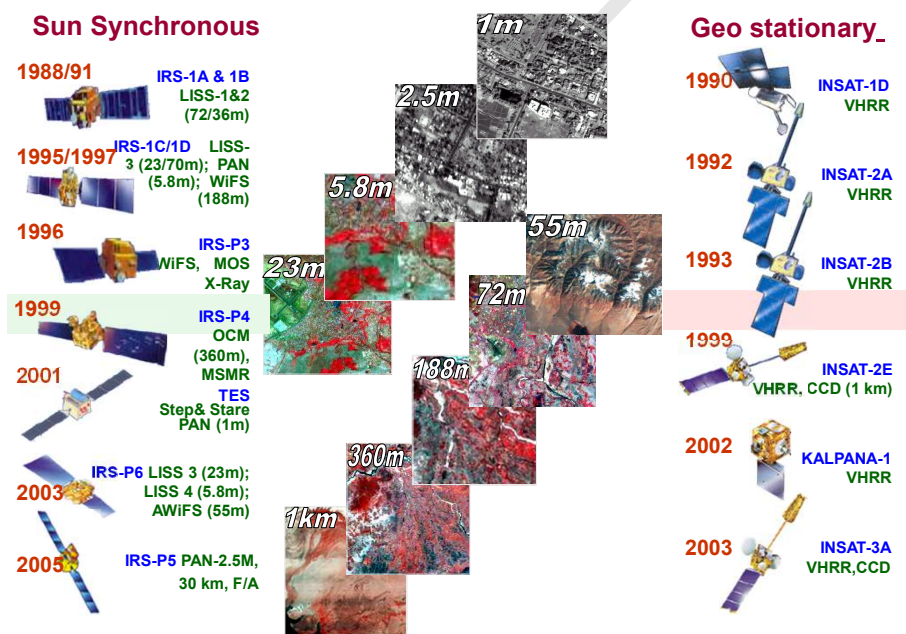 Sun Synchronous
1988/91
IRS-1A & 1B
LISS-1&2
(72/36m)
1995/1997
IRS-1C/1D LISS-
3 (23/70m); PAN
(5.8m); WiFS
(188m)
1996
IRS-P3
WiFS, MOS
X-Ray
1999
IRS-P4
OCM
(360m),
MSMR
2001
TES
Step& Stare
PAN (1m)
2003
IRS-P6 LISS 3 (23m);
LISS 4 (5.8m);
AWiFS (55m)
2005
IRS-P5 PAN-2.5M,
30 km, F/A
1m
2.5m
5.8m
23m
55m
72m
188m
360m
1km
Geo stationary_
1990
INSAT-1D
VHRR
1992
INSAT-2A
VHRR
1993
INSAT-2B
VHRR
1999
INSAT-2E
VHRR, CCD (1 km)
2002
KALPANA-1
VHRR
2003
INSAT-3A
VHRR,CCD